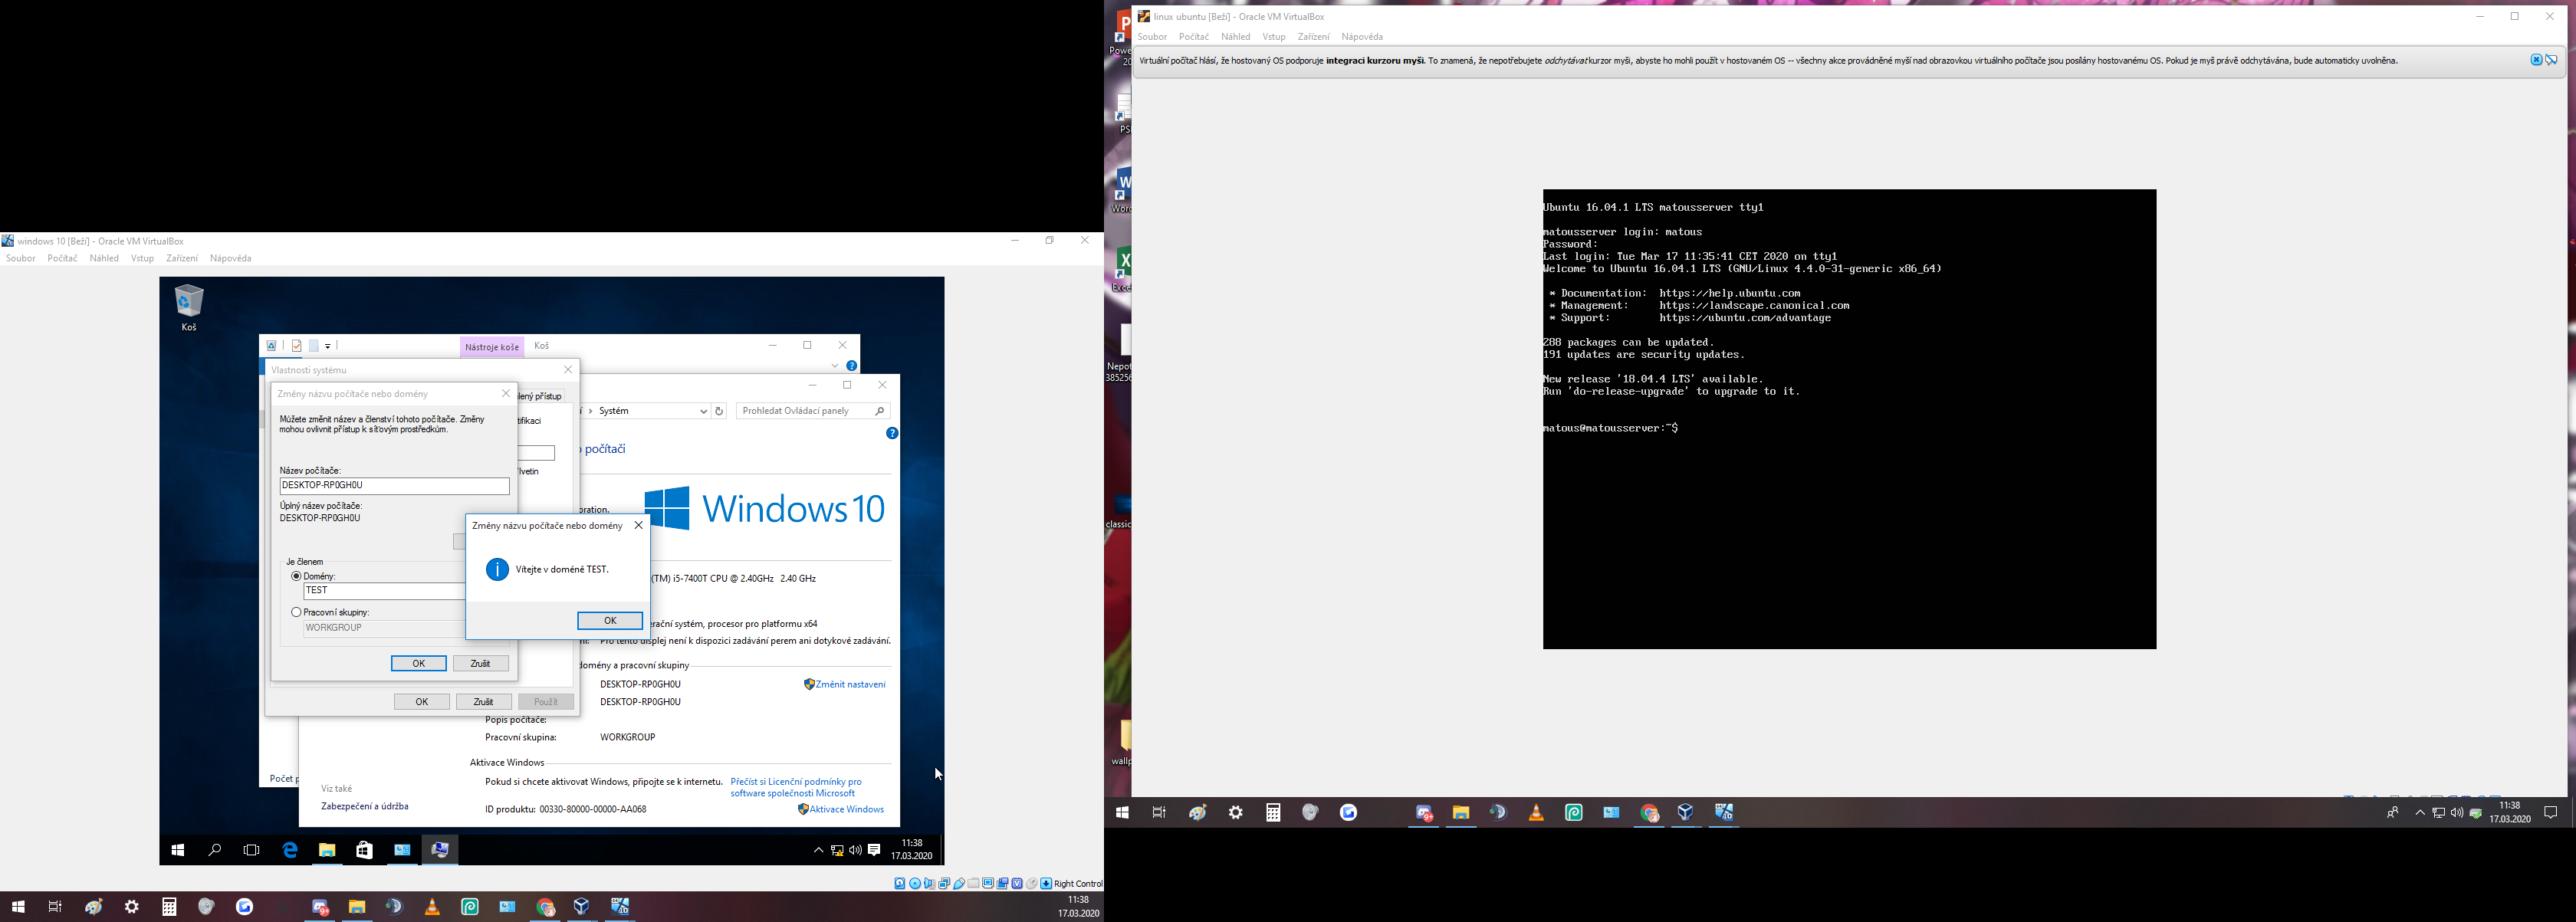 windows 10 [Beží] - Oracle VM VirtualBox
Soubor Počítač Náhled Vstup Zařízení Nápověda
Koš
Nástroje koše Koš
Vlastnosti systému
Změny názvu počítače nebo domény
Můžete změnit název a členství tohoto počítače. Změny
mohou ovlivnit přístup k síťovým prostředkům.
Název počítače:
DESKTOP-RP0GH0U
Úplný název počítače:
DESKTOP-RP0GH0U
Je členem
Domény:
TEST
Pracovní skupiny:
WORKGROUP
OK Zrušit
OK Zrušit Použít
Změny názvu počítače nebo domény
Vítejte v doméně TEST.
OK
Systém
Prohledat Ovládací panely
počítači
Windows 10
(TM) i5-7400T CPU @ 2.40GHz 2.40 GHz
systém, procesor pro platformu x64
Pro tento displej není k dispozici zadávání perem ani dotykové zadávání.
domény a pracovní skupiny
DESKTOP-RP0GH0U Změnit nastavení
DESKTOP-RP0GH0U
Popis počítače:
Pracovní skupina: WORKGROUP
Aktivace Windows
Pokud si chcete aktivovat Windows, připojte se k internetu. Přečíst si Licenční podmínky pro
software společnosti Microsoft
ID produktu: 00330-80000-00000-AA068 Aktivace Windows
Viz také
Zabezpečení a údržba
Počet
11:38
17.03.2020
Right Control
11:38
17.03.2020
linux ubuntu [Beží] - Oracle VM VirtualBox
Soubor Počítač Náhled Vstup Zařízení Nápověda
Virtuální počítač hlásí, že hostovaný OS podporuje integraci kurzoru myši. To znamená, že nepotřebujete odchytávat kurzor myši, abyste ho mohli použít v hostovaném OS -- všechny akce prováděné myší nad obrazovkou virtuálního počítače jsou posílány hostovanému OS. Pokud je myš právě odchytávána, bude automaticky uvolněna.
Ubuntu 16.04.1 LTS matousserver tty1
matousserver login: matous
Password:
Last login: Tue Mar 17 11:35:41 CET 2020 on tty1
Welcome to Ubuntu 16.04.1 LTS (GNU/Linux 4.4.0-31-generic x86_64)
* Documentation: https://help.ubuntu.com
* Management: https://landscape.canonical.com
* Support: https://ubuntu.com/advantage
288 packages can be updated.
191 updates are security updates.
New release '18.04.4 LTS' available.
Run 'do-release-upgrade' to upgrade to it.
matous@matousserver:~$
11:38
17.03.2020